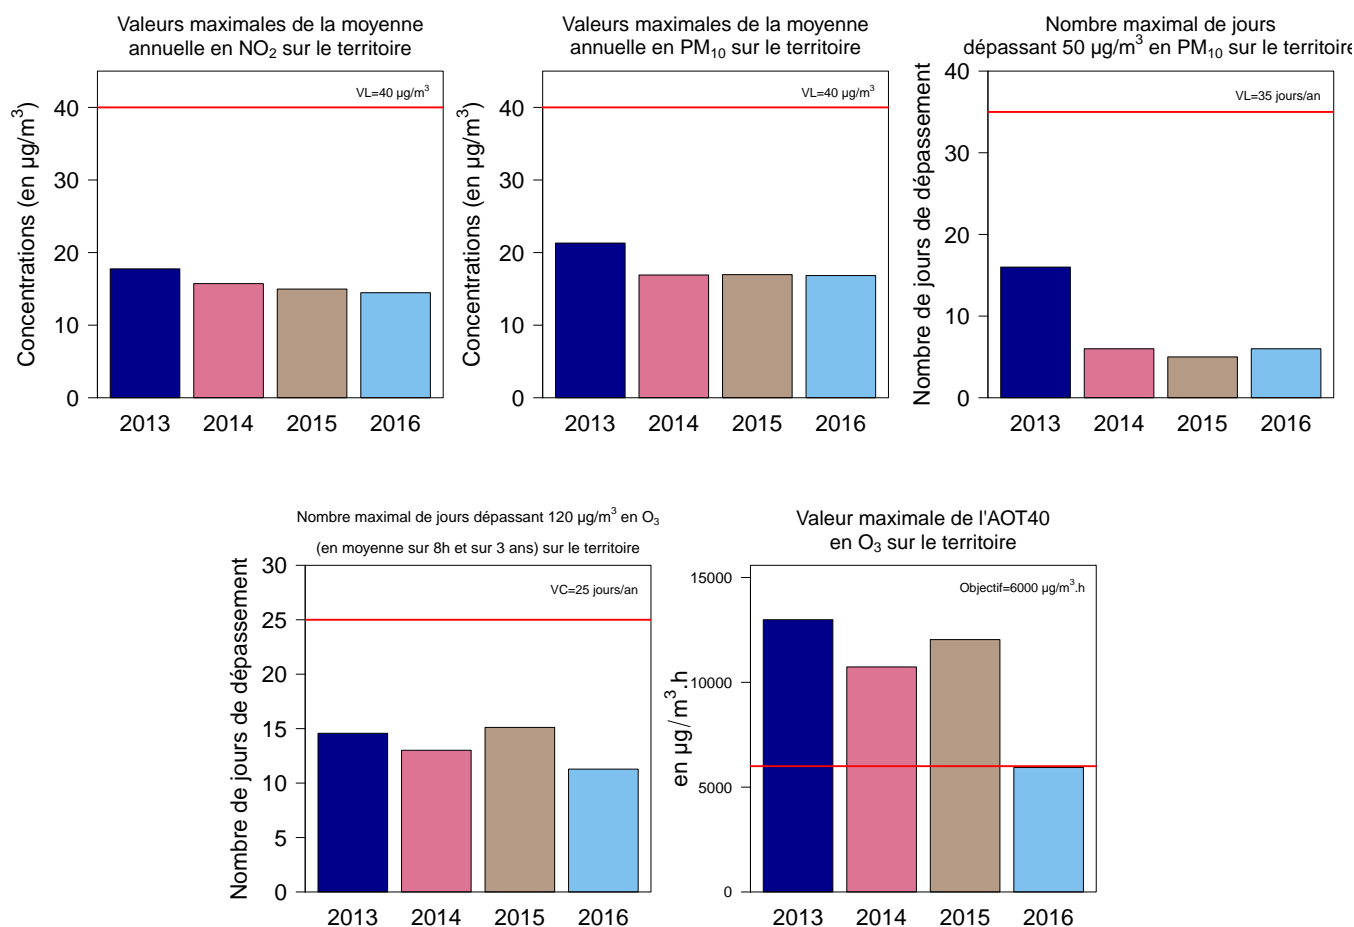 Valeurs maximales de la moyenne
annuelle en NO₂ sur le territoire
Concentrations (en µg/m³)
40
30
20
10
0
VL=40 µg/m³
2013 2014 2015 2016
Valeurs maximales de la moyenne
annuelle en PM₁₀ sur le territoire
Concentrations (en µg/m³)
40
30
20
10
0
VL=40 µg/m³
2013 2014 2015 2016
Nombre maximal de jours
dépassant 50 µg/m³ en PM₁₀ sur le territoire
Nombre de jours de dépassement
40
30
20
10
0
VL=35 jours/an
2013 2014 2015 2016
Nombre maximal de jours dépassant 120 µg/m³ en O₃
(en moyenne sur 8h et sur 3 ans) sur le territoire
Nombre de jours de dépassement
30
25
20
15
10
5
0
VC=25 jours/an
2013 2014 2015 2016
Valeur maximale de l'AOT40
en O₃ sur le territoire
en µg/m³.h
15000
10000
5000
0
Objectif=6000 µg/m³.h
2013 2014 2015 2016